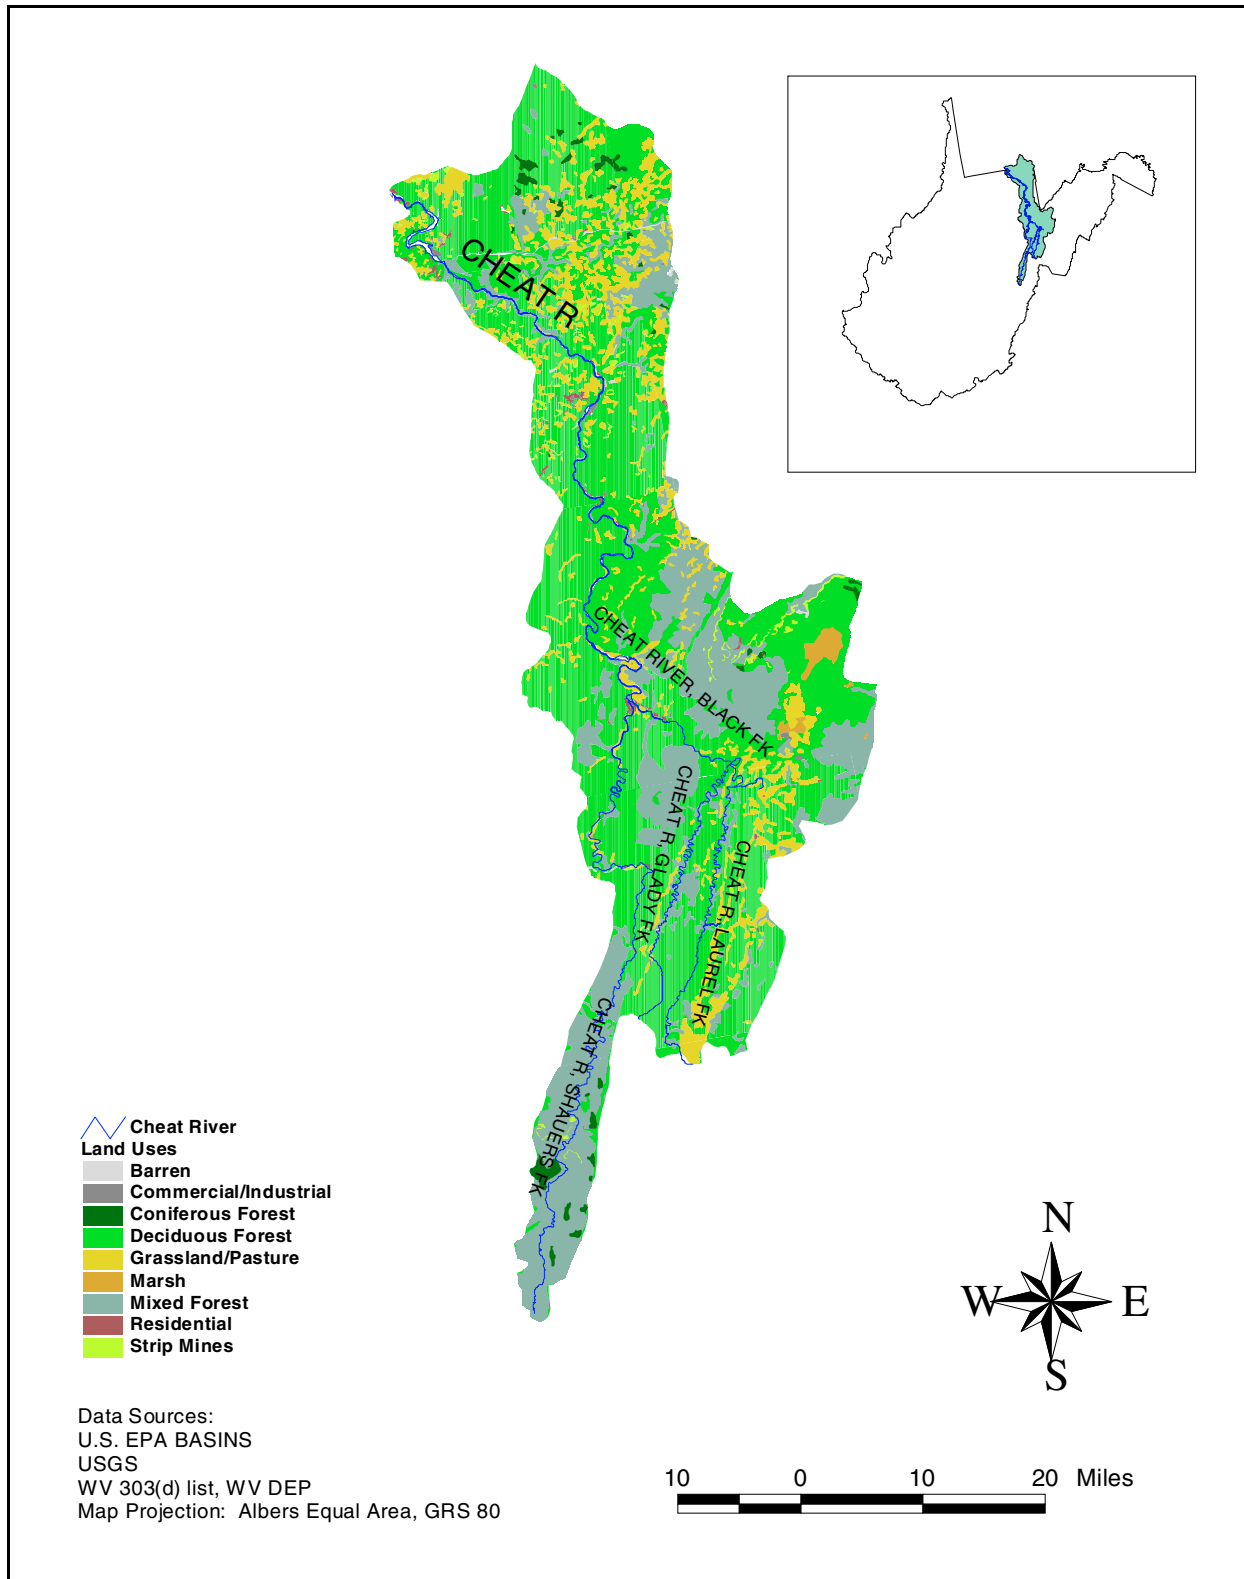 CHEAT R
CHEAT RIVER, BLACK FK
CHEAT R, GLADY FK
CHEAT R, LAUREL FK
CHEAT R, SHAUERS FK
Cheat River
Land Uses
Barren
Commercial/Industrial
Coniferous Forest
Deciduous Forest
Grassland/Pasture
Marsh
Mixed Forest
Residential
Strip Mines
N
W
E
S
Data Sources:
U.S. EPA BASINS
USGS
WV 303(d) list, WV DEP
Map Projection: Albers Equal Area, GRS 80
10 0 10 20 Miles